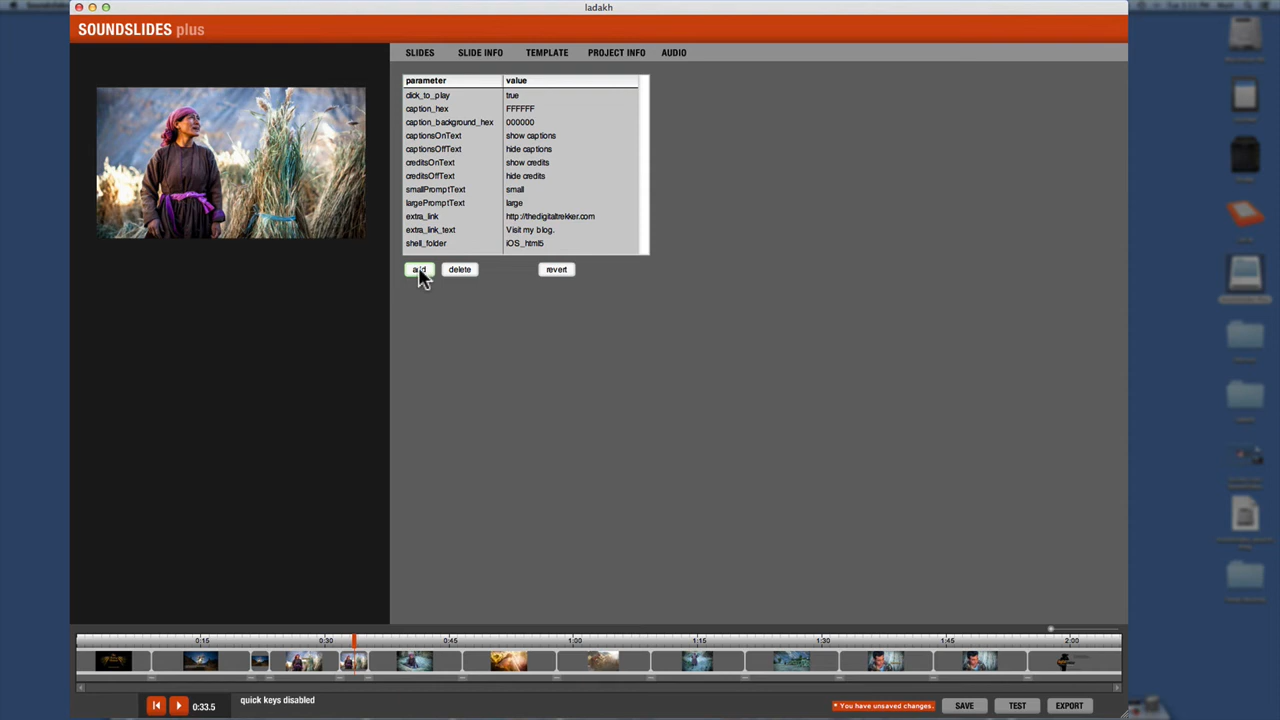 ladakh
SOUNDSLIDES plus
SLIDES SLIDE INFO TEMPLATE PROJECT INFO AUDIO
parameter value
click_to_play true
caption_hex FFFFFF
caption_background_hex 000000
captionsOnText show captions
captionsOffText hide captions
creditsOnText show credits
creditsOffText hide credits
smallPromptText small
largePromptText large
extra_link http://thedigitaltrekker.com
extra_link_text Visit my blog.
shell_folder iOS_html5
add delete revert
0:15 0:30 0:45 1:00 1:15 1:30 1:45 2:00
0:33.5 quick keys disabled * You have unsaved changes. SAVE TEST EXPORT